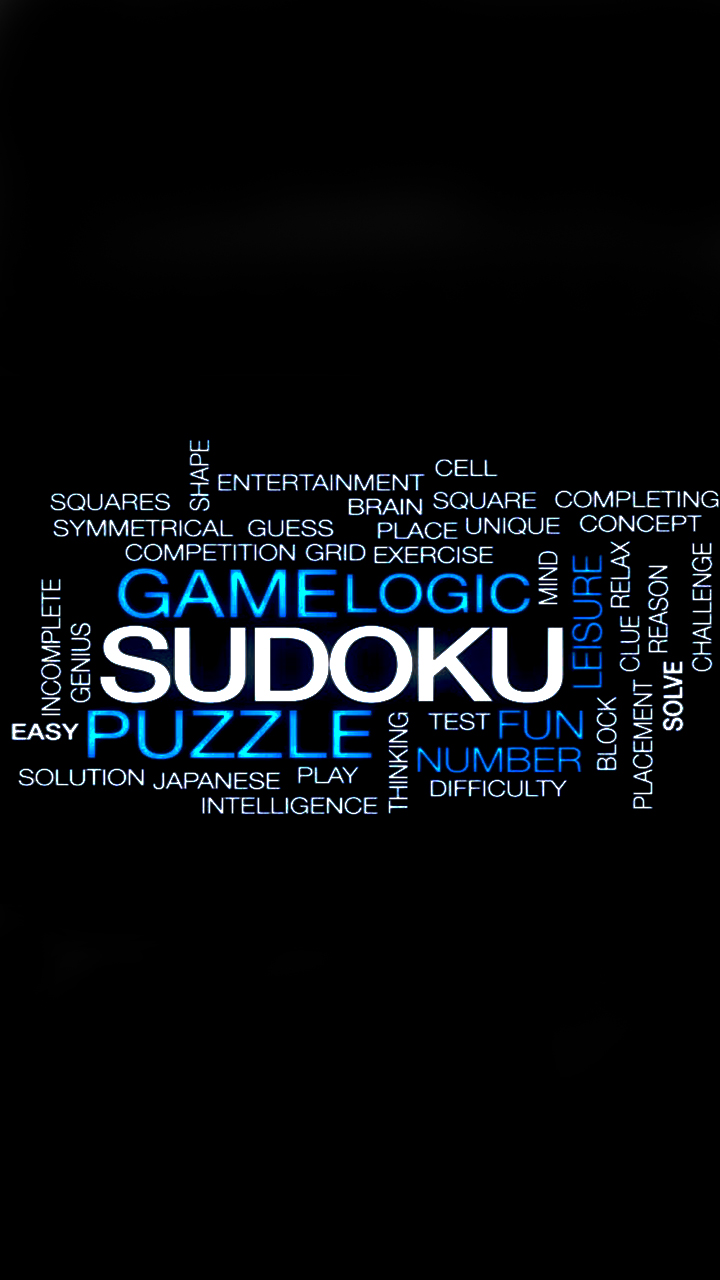 SHAPE
ENTERTAINMENT CELL
SQUARES BRAIN SQUARE COMPLETING
SYMMETRICAL GUESS PLACE UNIQUE CONCEPT
COMPETITION GRID EXERCISE
GAME LOGIC
MIND
LEISURE
RELAX
REASON
CHALLENGE
INCOMPLETE
GENIUS
SUDOKU
CLUE
SOLVE
EASY PUZZLE
THINKING
TEST FUN
NUMBER
BLOCK
PLACEMENT
SOLUTION JAPANESE PLAY
DIFFICULTY
INTELLIGENCE